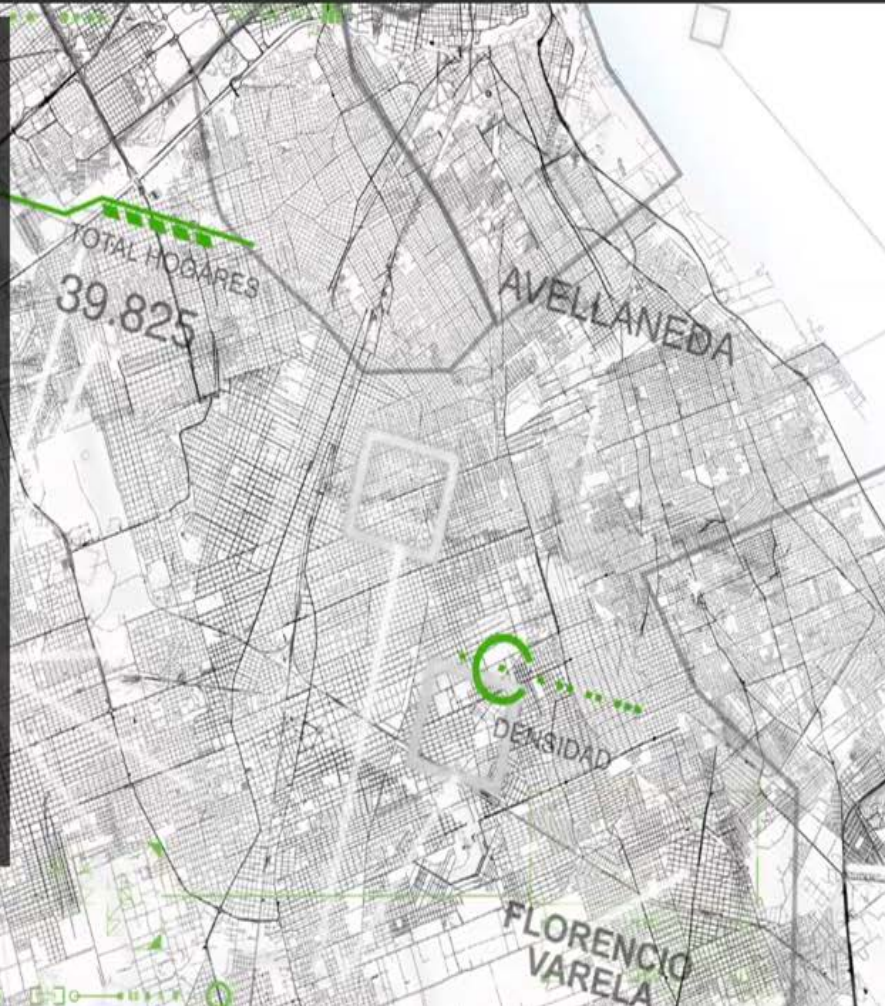 TOTAL HOGARES
39.825
AVELLANEDA
DENSIDAD
FLORENCIO
VARELA